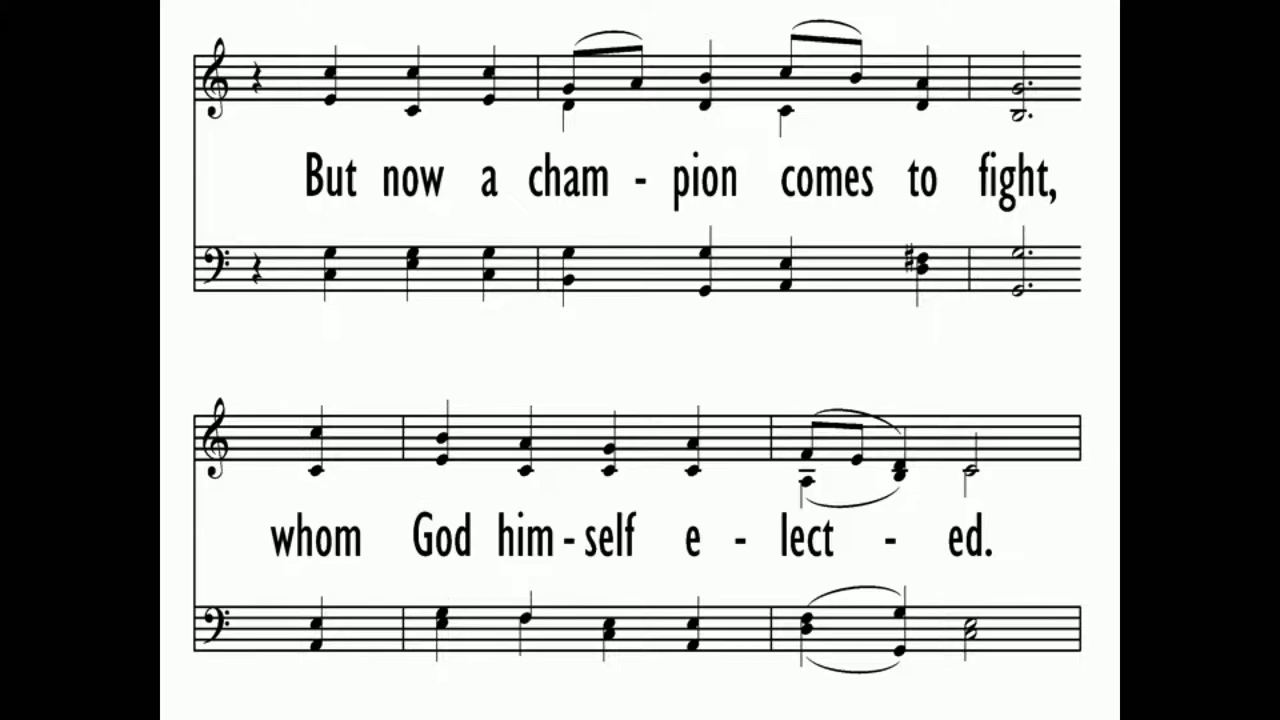 But now a cham - pion comes to fight,
whom God him - self e - lect - ed.